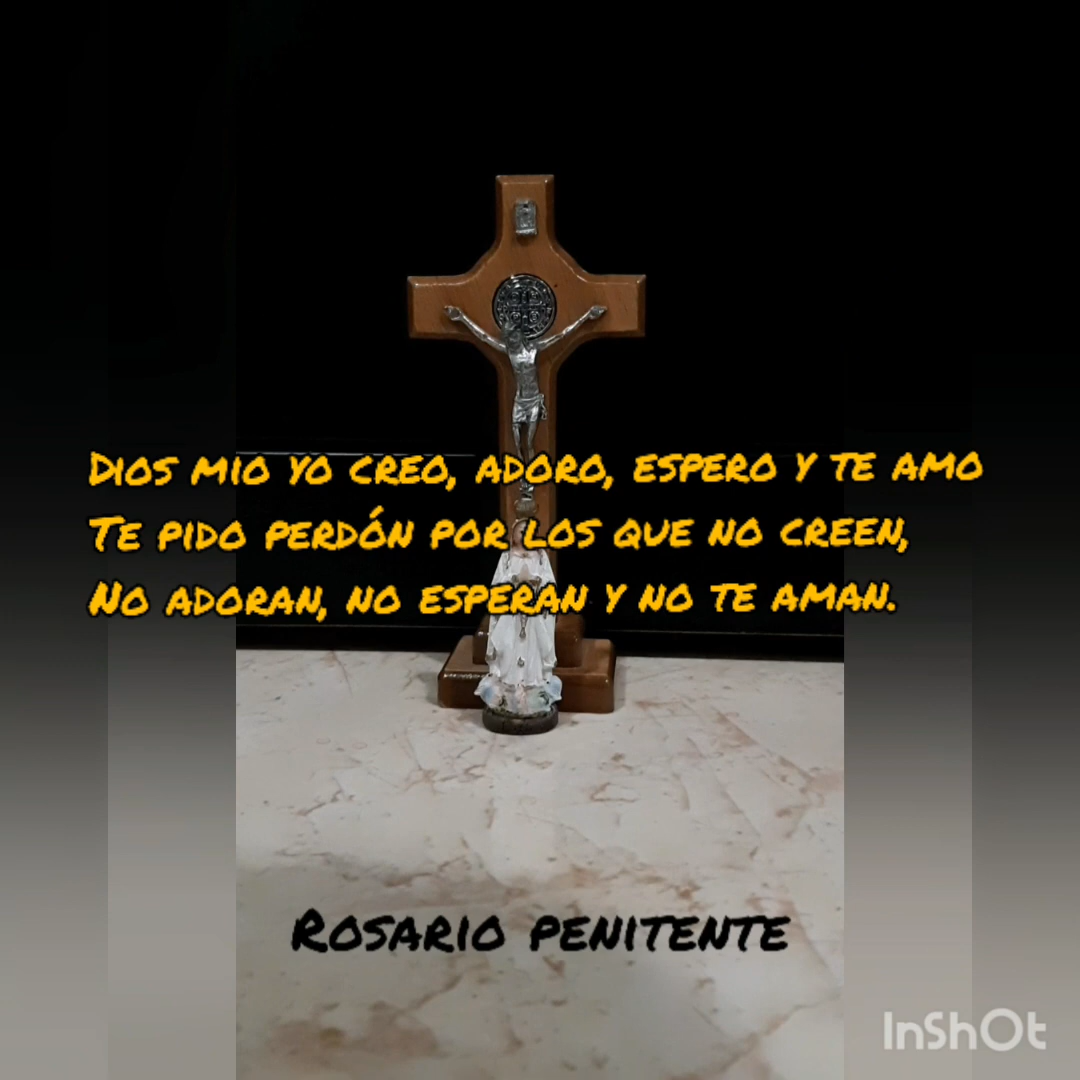 Dios mio yo creo, adoro, espero y te amo
Te pido perdón por los que no creen,
No adoran, no esperan y no te aman.
Rosario penitente
InShOt